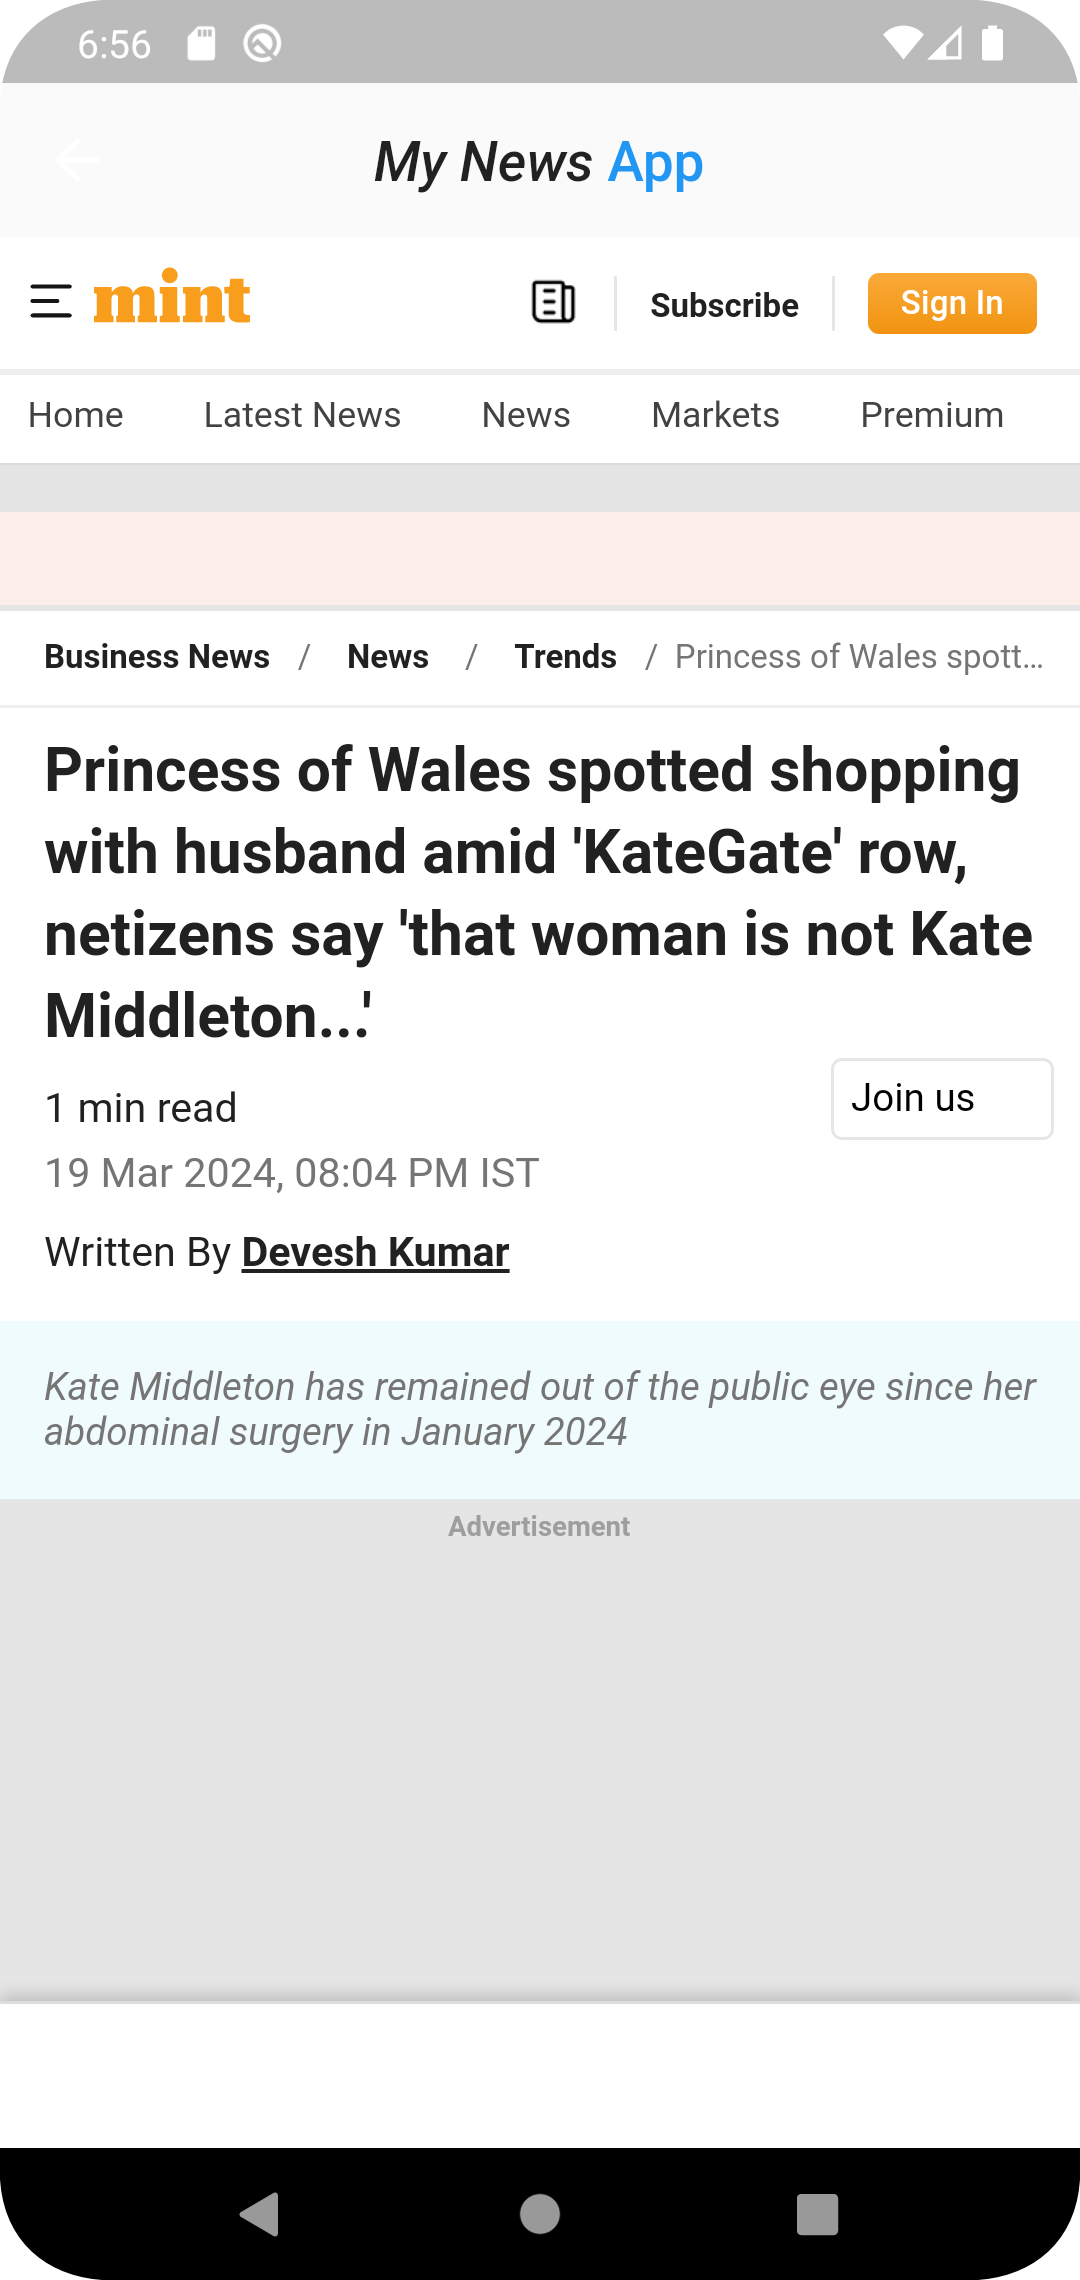 6:56
My News App
mint
Subscribe
Sign In
Home Latest News News Markets Premium
Business News / News / Trends / Princess of Wales spott...
Princess of Wales spotted shopping
with husband amid 'KateGate' row,
netizens say 'that woman is not Kate
Middleton...'
1 min read
Join us
19 Mar 2024, 08:04 PM IST
Written By Devesh Kumar
Kate Middleton has remained out of the public eye since her
abdominal surgery in January 2024
Advertisement